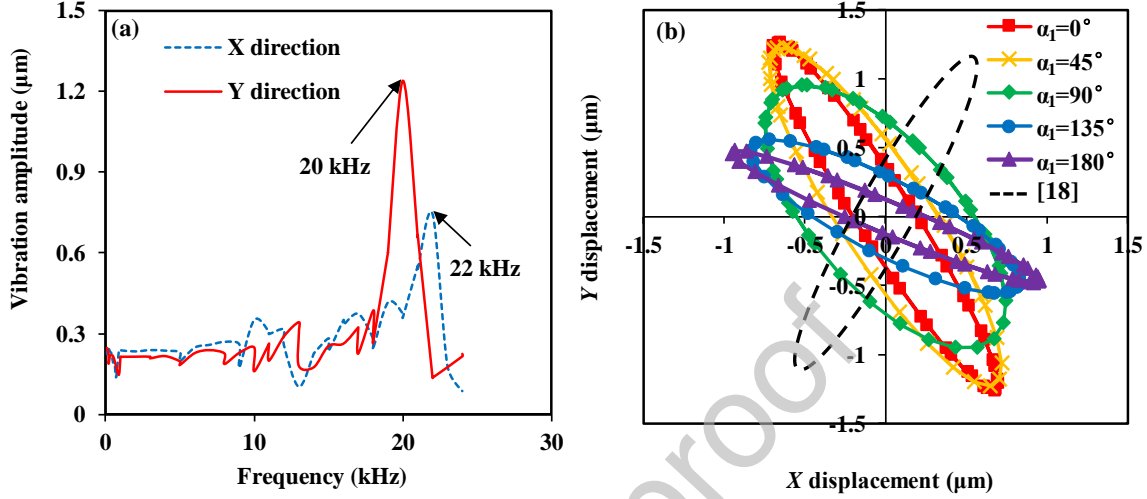 (a)
X direction
Y direction
20 kHz
22 kHz
Vibration amplitude (μm)
1.5
1.2
0.9
0.6
0.3
0
0
10
20
30
Frequency (kHz)
(b)
α1=0°
α1=45°
α1=90°
α1=135°
α1=180°
[18]
Y displacement (μm)
1.5
1
0.5
0
-0.5
-1
-1.5
-1.5
-1
-0.5
0
0.5
1
1.5
X displacement (μm)
proof